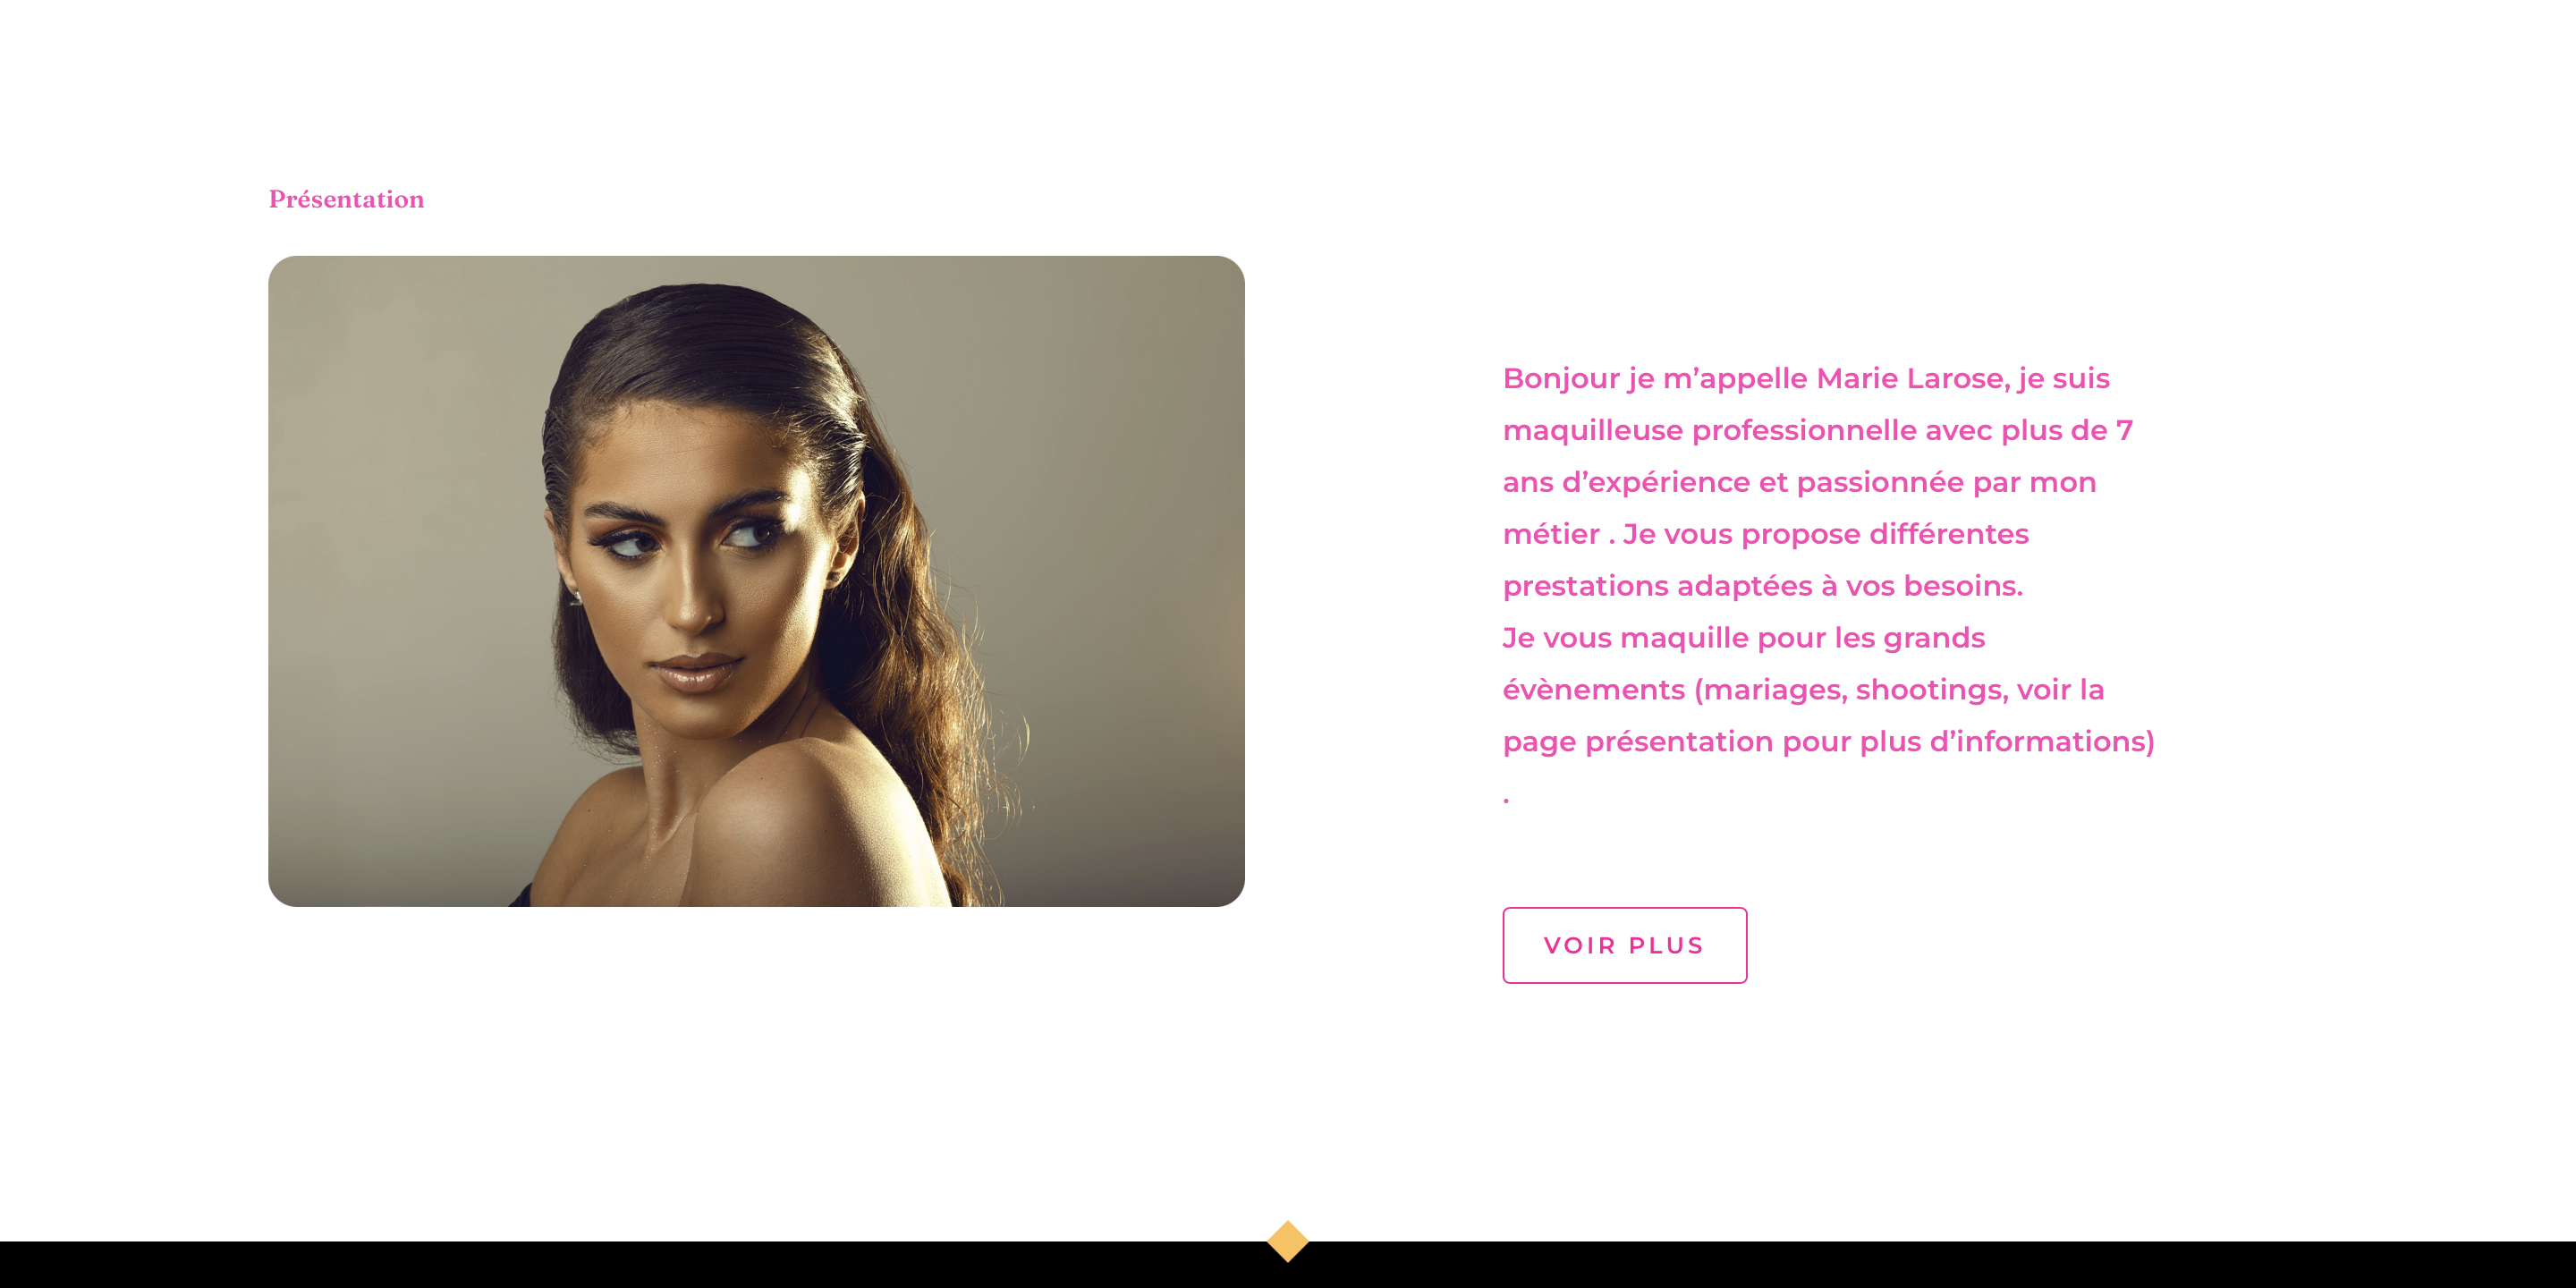 Présentation
Bonjour je m’appelle Marie Larose, je suis
maquilleuse professionnelle avec plus de 7
ans d’expérience et passionnée par mon
métier . Je vous propose différentes
prestations adaptées à vos besoins.
Je vous maquille pour les grands
évènements (mariages, shootings, voir la
page présentation pour plus d’informations)
.
VOIR PLUS